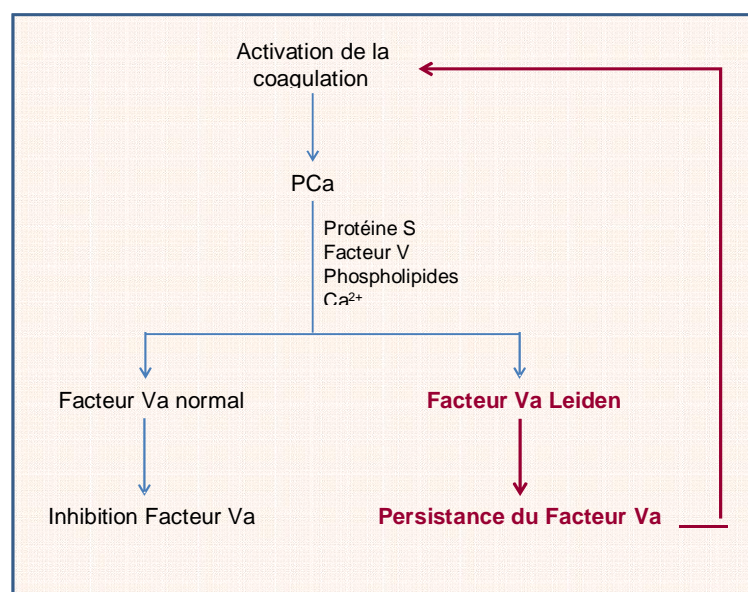 Activation de la
coagulation
PCa
Protéine S
Facteur V
Phospholipides
Ca²⁺
Facteur Va normal
Facteur Va Leiden
Inhibition Facteur Va
Persistance du Facteur Va